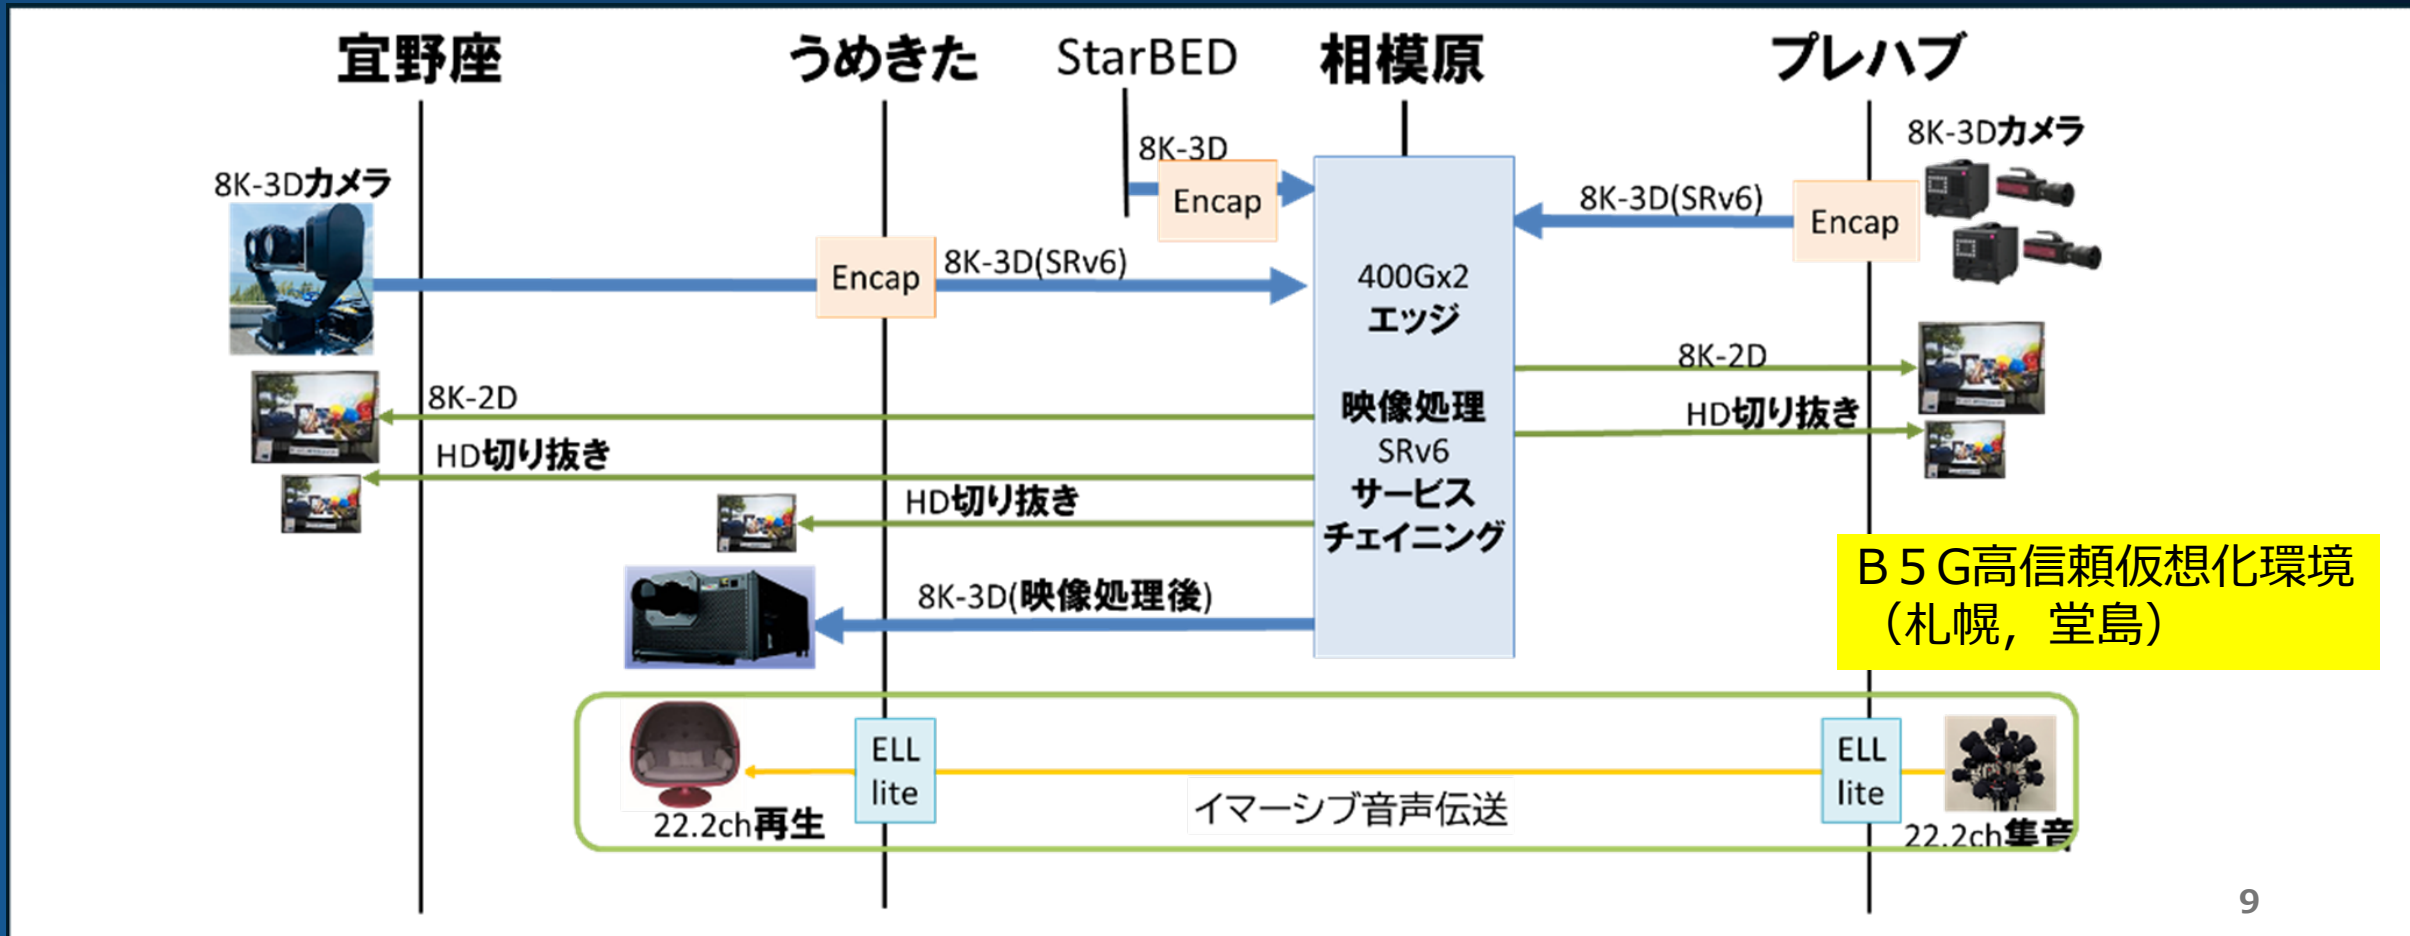 宜野座
うめきた
StarBED
相模原
プレハブ
8K-3Dカメラ
8K-3D
Encap
8K-3D(SRv6)
Encap
8K-3Dカメラ
Encap
8K-3D(SRv6)
400Gx2
エッジ
映像処理
SRv6
サービス
チェイニング
8K-2D
HD切り抜き
8K-2D
HD切り抜き
HD切り抜き
8K-3D(映像処理後)
B5G高信頼仮想化環境
（札幌，堂島）
ELL
lite
22.2ch再生
イマーシブ音声伝送
ELL
lite
22.2ch集音
9